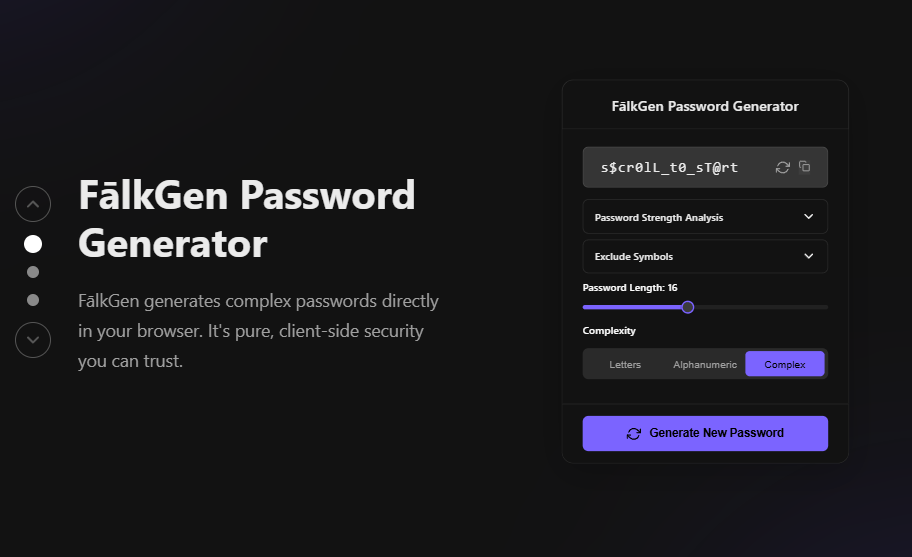 FālkGen Password
Generator
FālkGen generates complex passwords directly
in your browser. It's pure, client-side security
you can trust.
FālkGen Password Generator
s$cr0lL_t0_sT@rt
Password Strength Analysis
Exclude Symbols
Password Length: 16
Complexity
Letters Alphanumeric Complex
Generate New Password